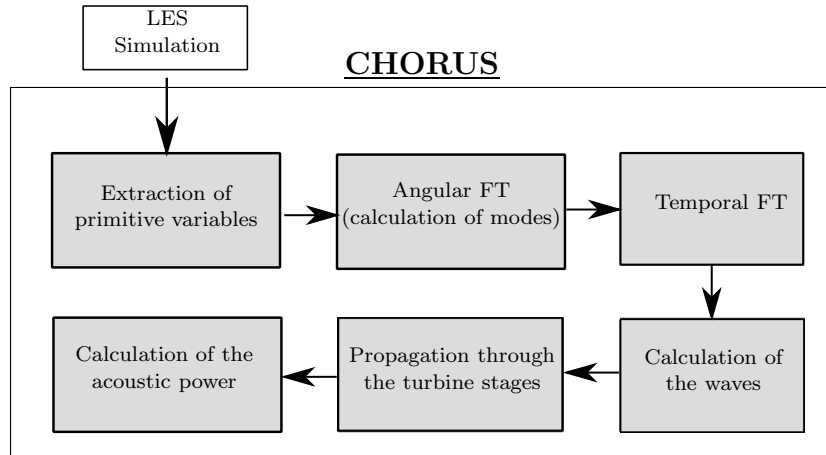 LES
Simulation
CHORUS
Extraction of
primitive variables
Angular FT
(calculation of modes)
Temporal FT
Calculation of
the waves
Propagation through
the turbine stages
Calculation of the
acoustic power